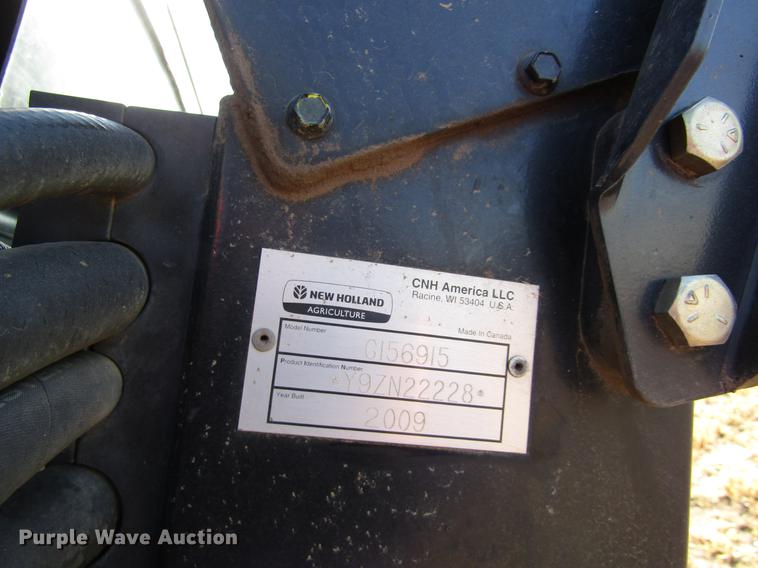 NEW HOLLAND
AGRICULTURE
CNH America LLC
Racine, WI 53404 U.S.A.
Model Number
Made In Canada
G156915
Product Identification Number
*Y9ZN22228*
Year Built
2009
Purple Wave Auction